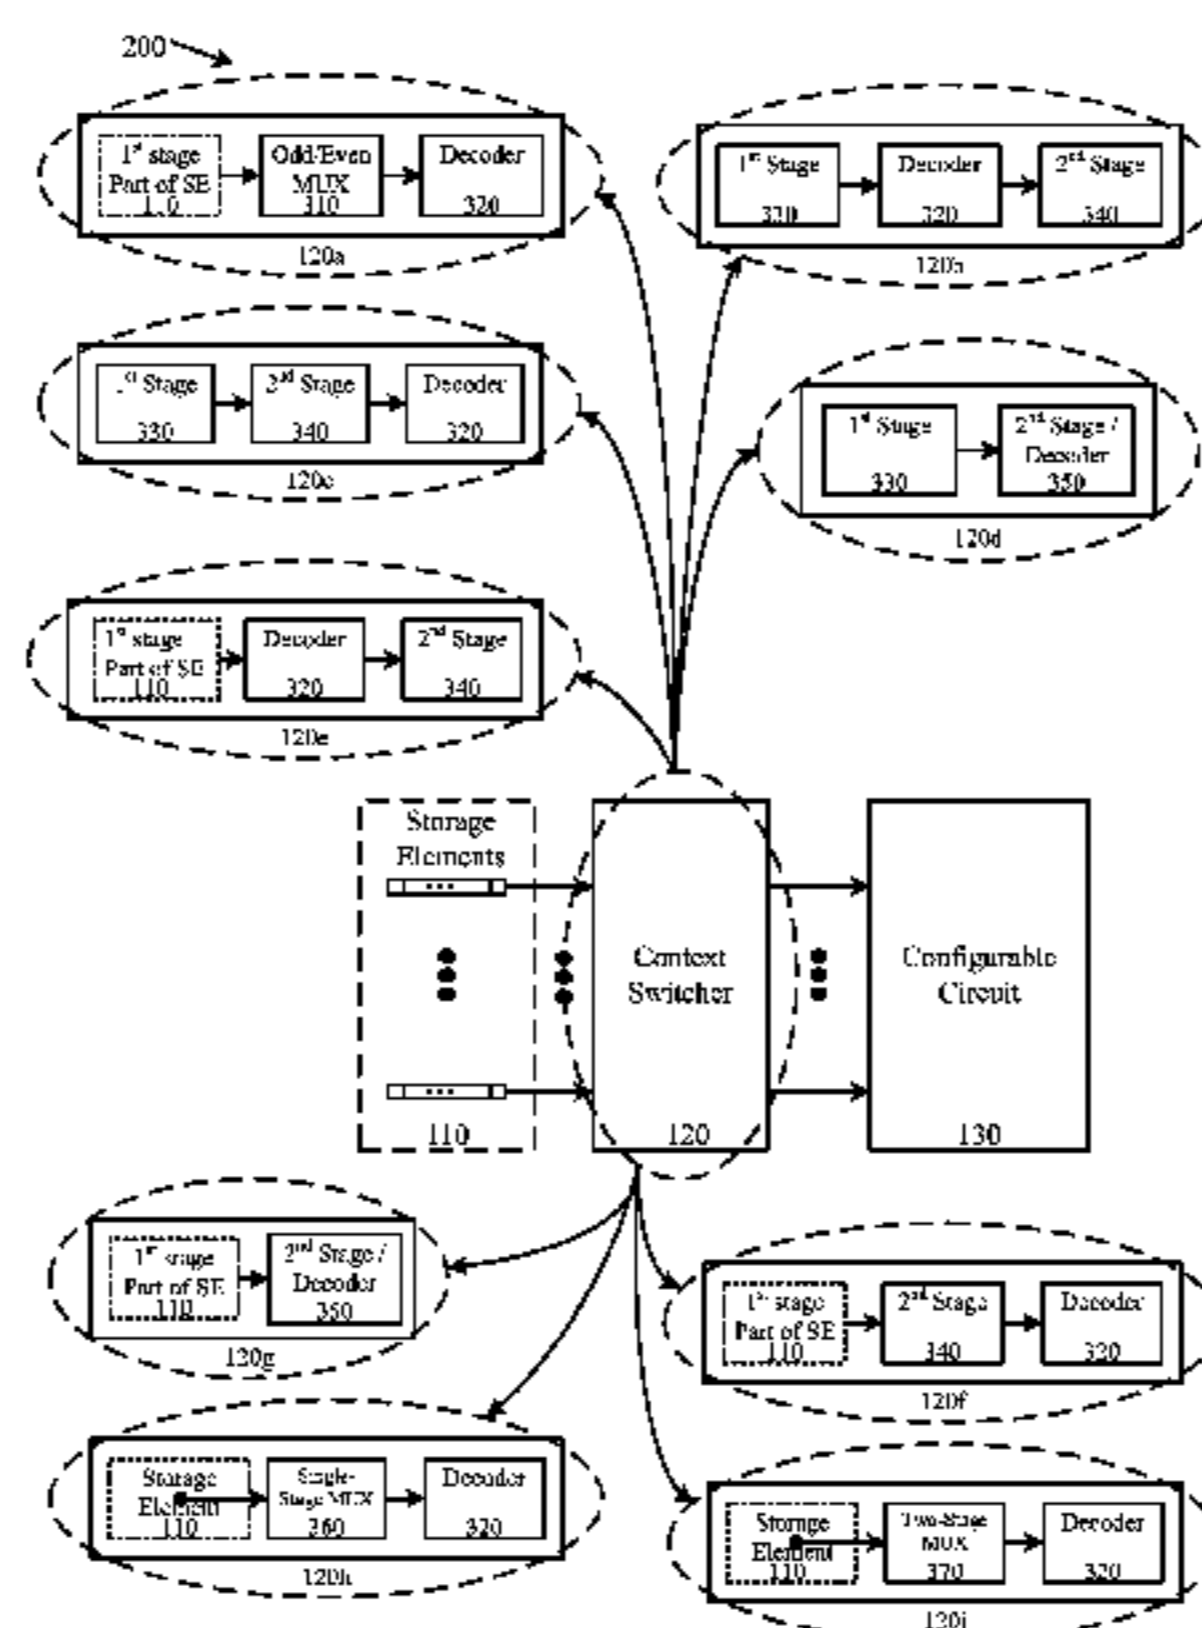 200
1st stage
Part of SE
110
Odd/Even
MUX
310
Decoder
320
120a
1st Stage
330
Decoder
320
2nd Stage
340
120b
1st Stage
330
2nd Stage
340
Decoder
320
120c
1st Stage
330
2nd Stage /
Decoder
350
120d
1st stage
Part of SE
110
Decoder
320
2nd Stage
340
120e
Storage
Elements
110
Context
Switcher
120
Configurable
Circuit
130
1st stage
Part of SE
110
2nd Stage /
Decoder
350
120g
1st stage
Part of SE
110
2nd Stage
340
Decoder
320
120f
Storage
Element
110
Single-
Stage MUX
360
Decoder
320
120h
Storage
Element
110
Two-Stage
MUX
370
Decoder
320
120i